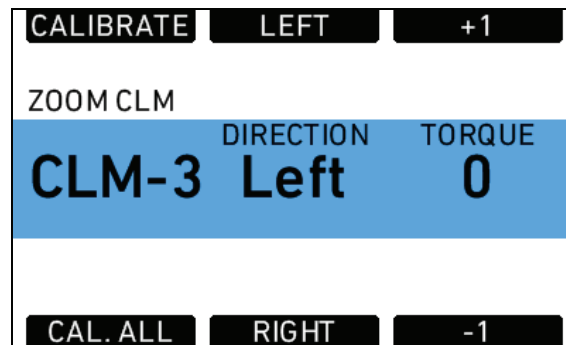 CALIBRATE LEFT +1
ZOOM CLM
DIRECTION TORQUE
CLM-3 Left 0
CAL. ALL RIGHT -1